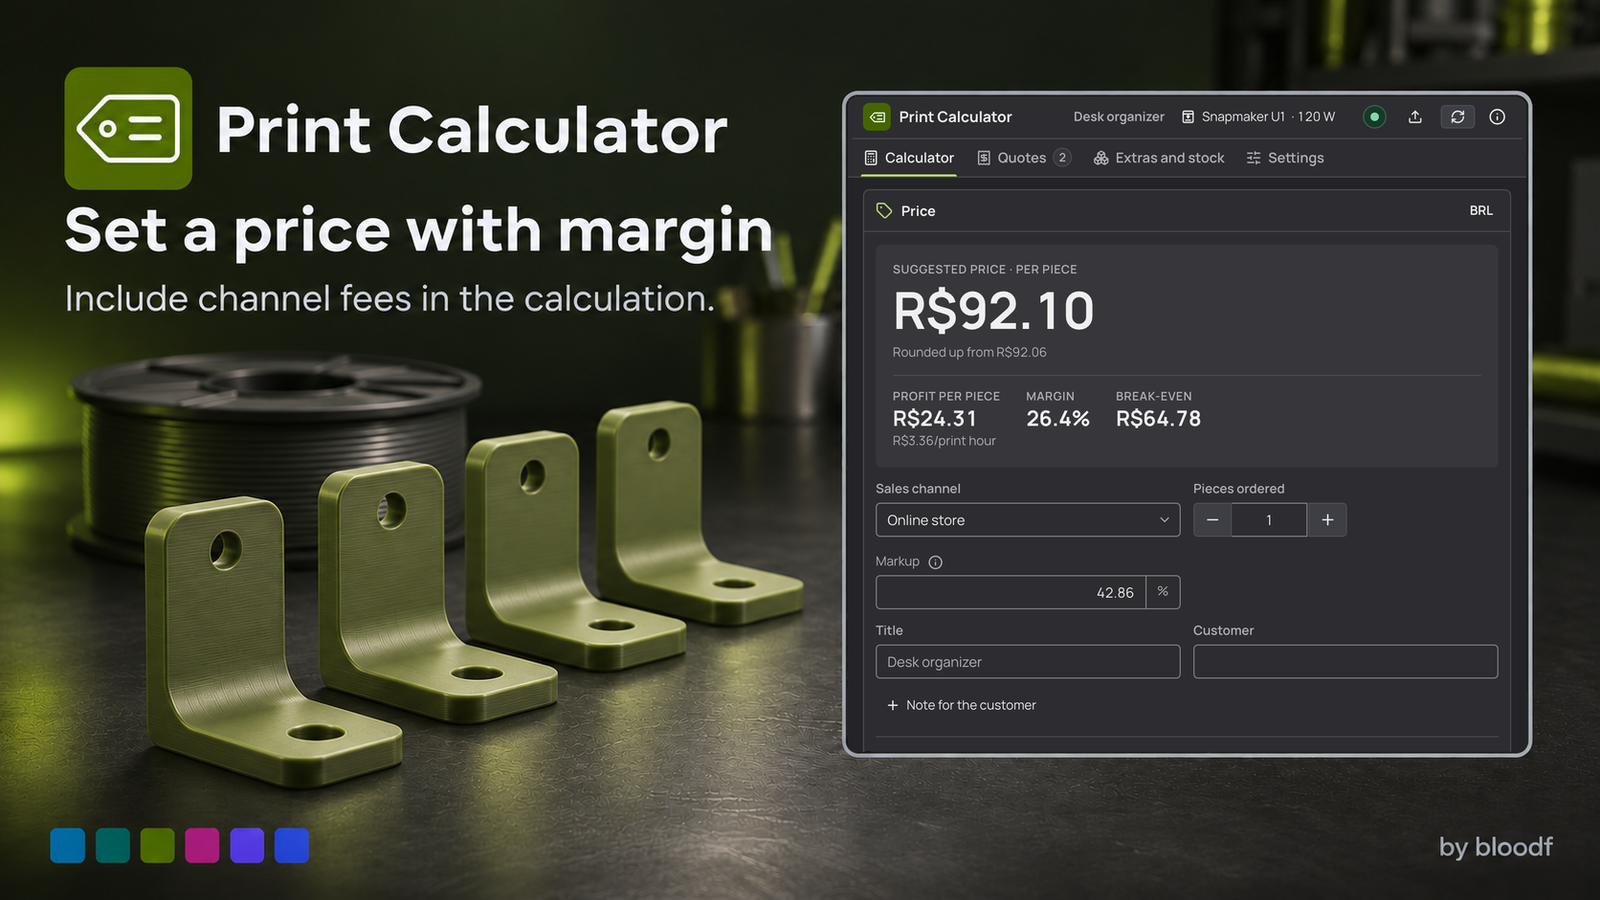 Print Calculator
Set a price with margin
Include channel fees in the calculation.
Print Calculator
Desk organizer
Snapmaker U1 · 120 W
Calculator
Quotes 2
Extras and stock
Settings
Price
BRL
SUGGESTED PRICE · PER PIECE
R$92.10
Rounded up from R$92.06
PROFIT PER PIECE
MARGIN
BREAK-EVEN
R$24.31
26.4%
R$64.78
R$3.36/print hour
Sales channel
Pieces ordered
Online store
− 1 +
Markup
42.86 %
Title
Customer
Desk organizer
+ Note for the customer
by bloodf